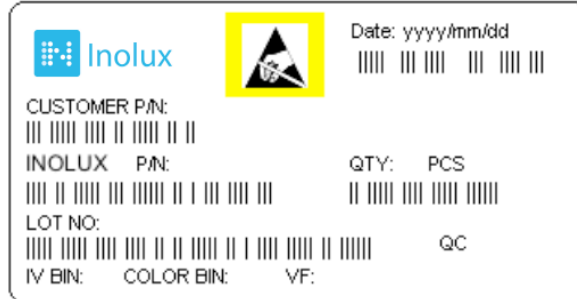 Inolux
Date: yyyy/mm/dd
CUSTOMER P/N:
INOLUX P/N: QTY: PCS
LOT NO:
QC
IV BIN: COLOR BIN: VF: